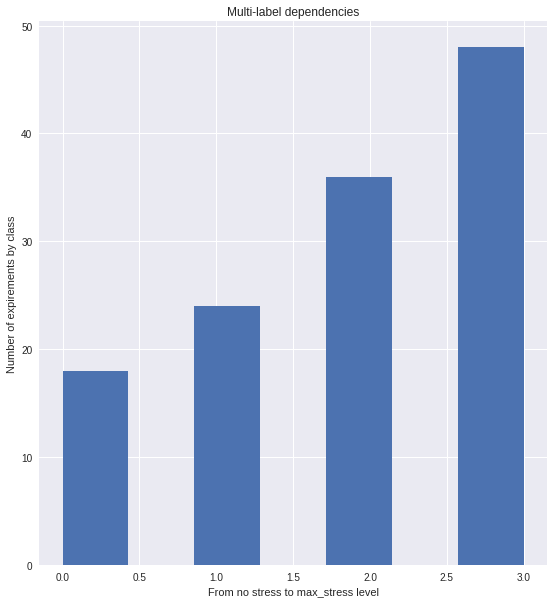 Multi-label dependencies
50
40
30
20
10
0
Number of expirements by class
0.0 0.5 1.0 1.5 2.0 2.5 3.0
From no stress to max_stress level